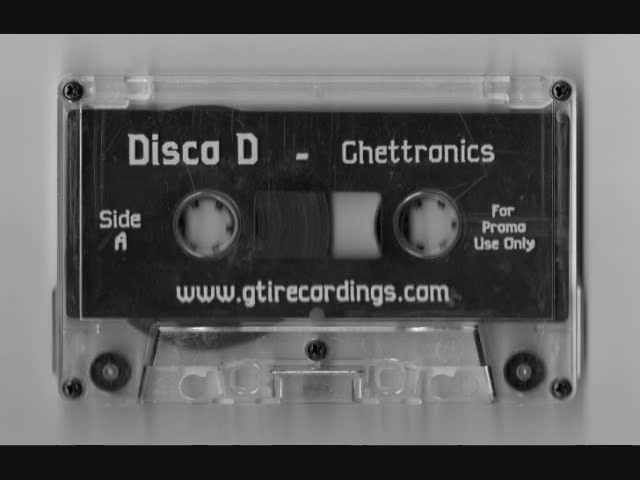 Disco D - Ghettronics
Side
A
For
Promo
Use Only
www.gtirecordings.com